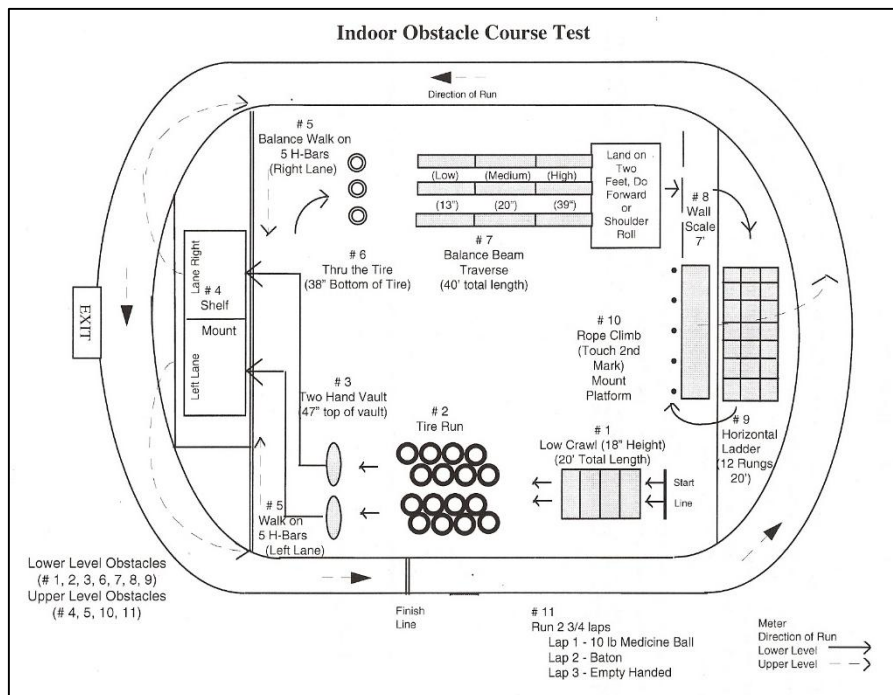 Indoor Obstacle Course Test
Direction of Run
# 5
Balance Walk on
5 H-Bars
(Right Lane)
(Low)
(Medium)
(High)
(13")
(20")
(39")
Land on
Two
Feet, Do
Forward
or
Shoulder
Roll
# 8
Wall
Scale
7'
# 6
Thru the Tire
(38" Bottom of Tire)
# 7
Balance Beam
Traverse
(40' total length)
Lane Right
# 4
Shelf
Mount
Left Lane
EXIT
# 10
Rope Climb
(Touch 2nd
Mark)
Mount
Platform
# 3
Two Hand Vault
(47" top of vault)
# 2
Tire Run
# 1
Low Crawl (18" Height)
(20' Total Length)
# 9
Horizontal
Ladder
(12 Rungs
20')
Start
Line
# 5
Walk on
5 H-Bars
(Left Lane)
Lower Level Obstacles
(# 1, 2, 3, 6, 7, 8, 9)
Upper Level Obstacles
(# 4, 5, 10, 11)
Finish
Line
# 11
Run 2 3/4 laps
Lap 1 - 10 lb Medicine Ball
Lap 2 - Baton
Lap 3 - Empty Handed
Meter
Direction of Run
Lower Level
Upper Level